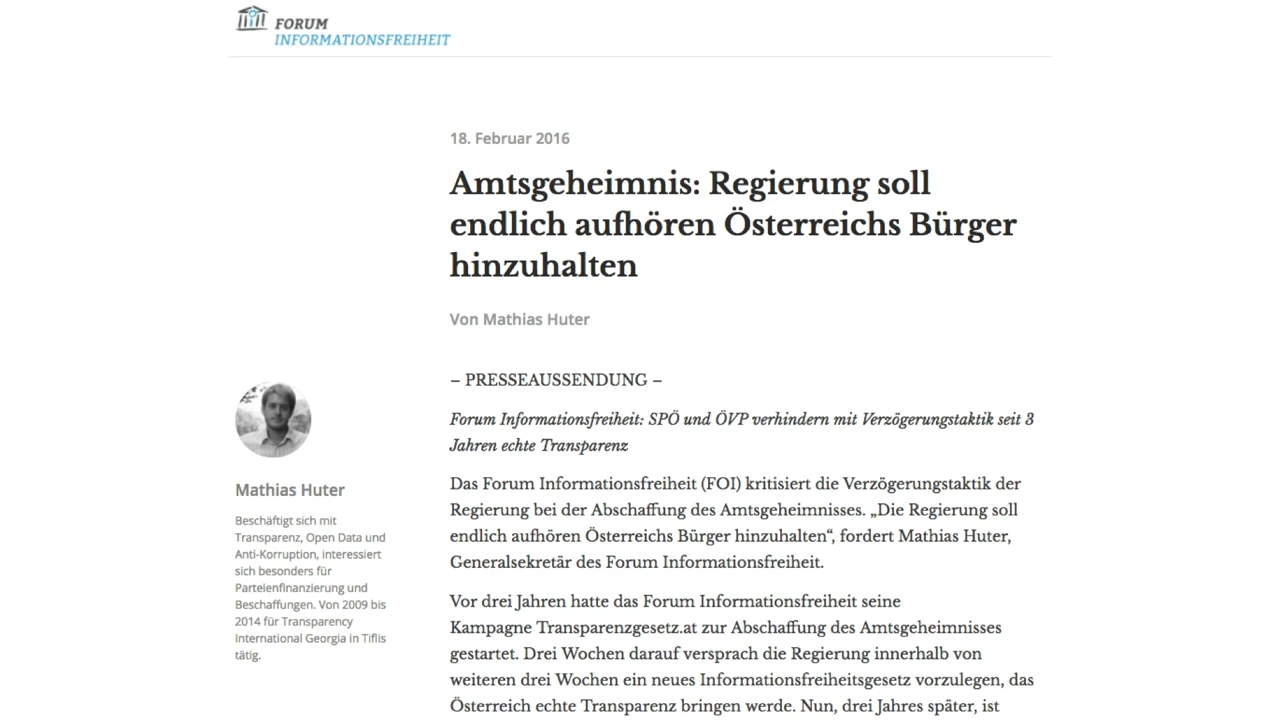 FORUM
INFORMATIONSFREIHEIT
18. Februar 2016
Amtsgeheimnis: Regierung soll
endlich aufhören Österreichs Bürger
hinzuhalten
Von Mathias Huter
– PRESSEAUSSENDUNG –
Forum Informationsfreiheit: SPÖ und ÖVP verhindern mit Verzögerungstaktik seit 3
Jahren echte Transparenz
Das Forum Informationsfreiheit (FOI) kritisiert die Verzögerungstaktik der
Regierung bei der Abschaffung des Amtsgeheimnisses. „Die Regierung soll
endlich aufhören Österreichs Bürger hinzuhalten“, fordert Mathias Huter,
Generalsekretär des Forum Informationsfreiheit.
Vor drei Jahren hatte das Forum Informationsfreiheit seine
Kampagne Transparenzgesetz.at zur Abschaffung des Amtsgeheimnisses
gestartet. Drei Wochen darauf versprach die Regierung innerhalb von
weiteren drei Wochen ein neues Informationsfreiheitsgesetz vorzulegen, das
Österreich echte Transparenz bringen werde. Nun, drei Jahres später, ist
Mathias Huter
Beschäftigt sich mit
Transparenz, Open Data und
Anti-Korruption, interessiert
sich besonders für
Parteienfinanzierung und
Beschaffungen. Von 2009 bis
2014 für Transparency
International Georgia in Tiflis
tätig.